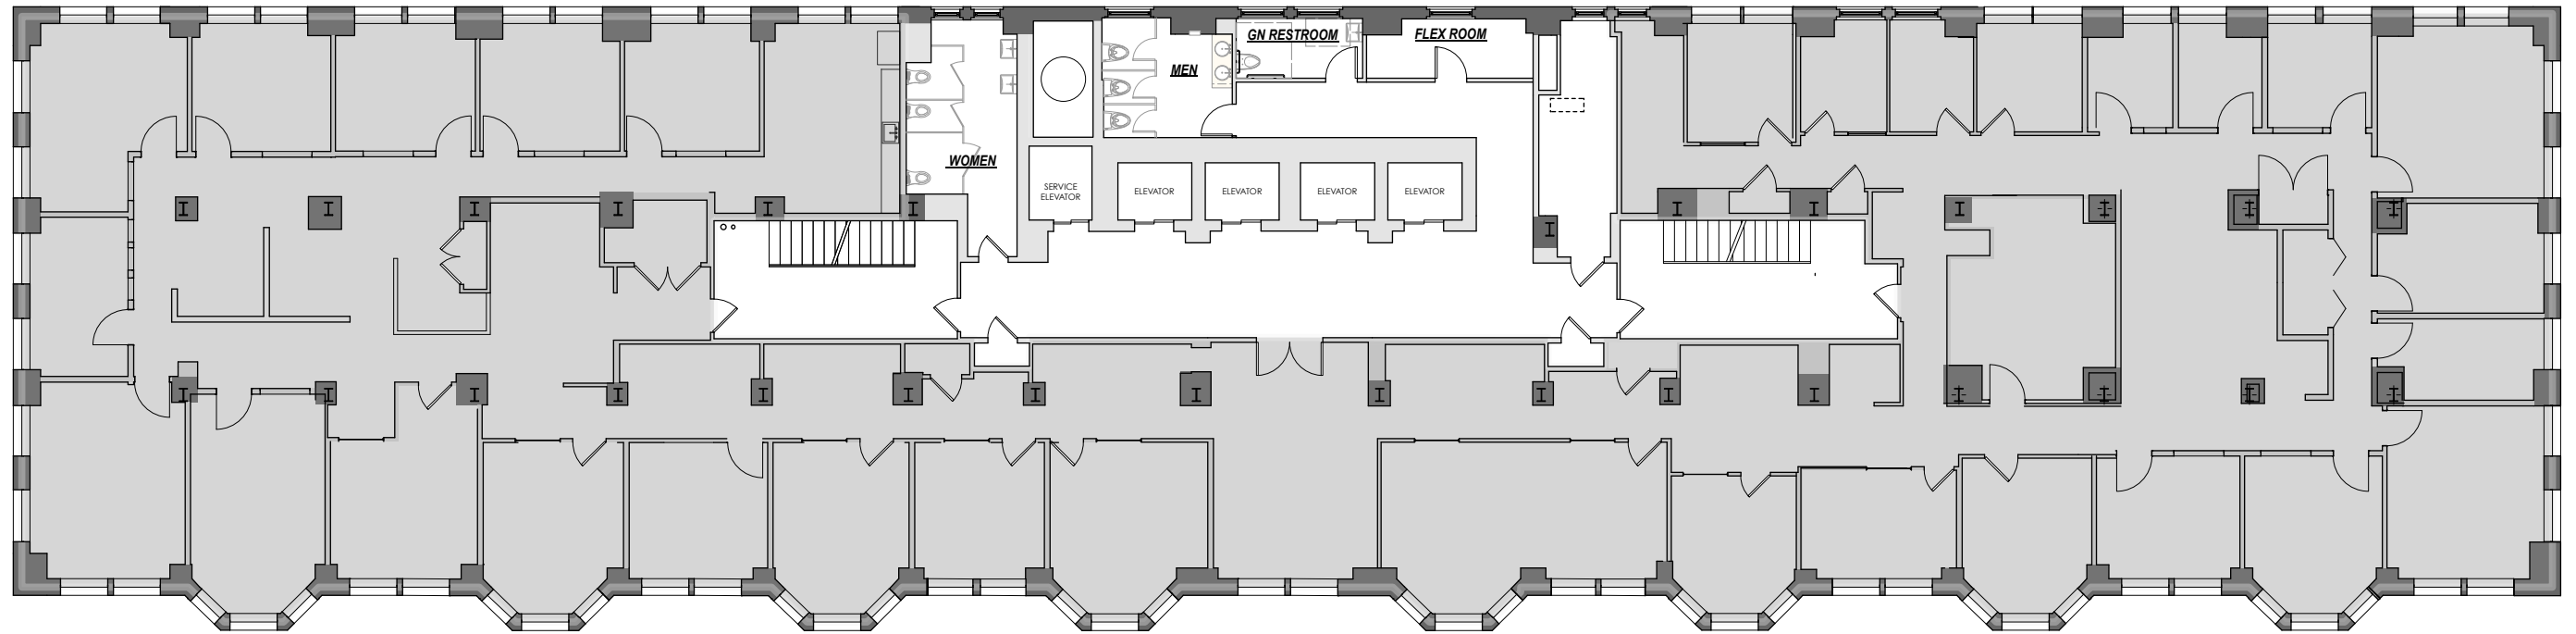 GN RESTROOM
FLEX ROOM
MEN
WOMEN
SERVICE
ELEVATOR
ELEVATOR
ELEVATOR
ELEVATOR
ELEVATOR